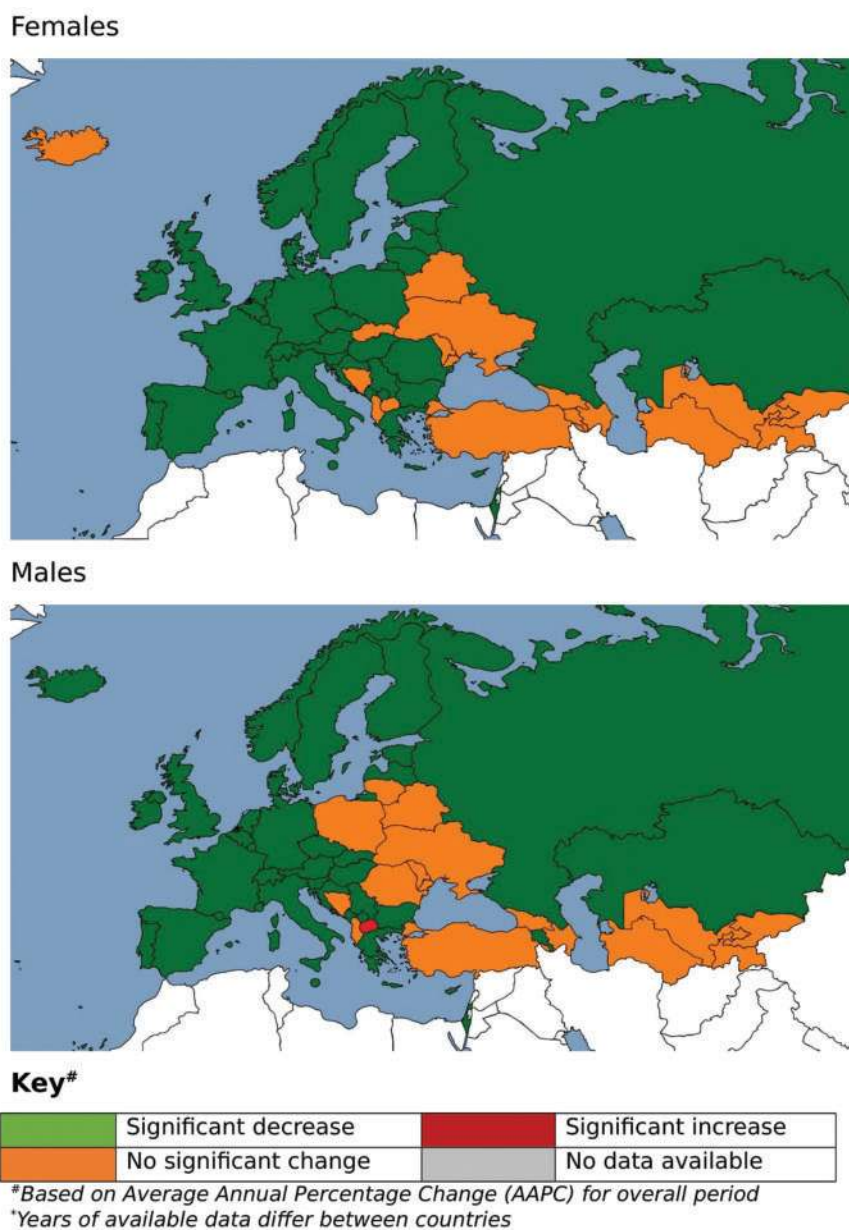 Females
Males
Key#
Significant decrease
Significant increase
No significant change
No data available
#Based on Average Annual Percentage Change (AAPC) for overall period
*Years of available data differ between countries